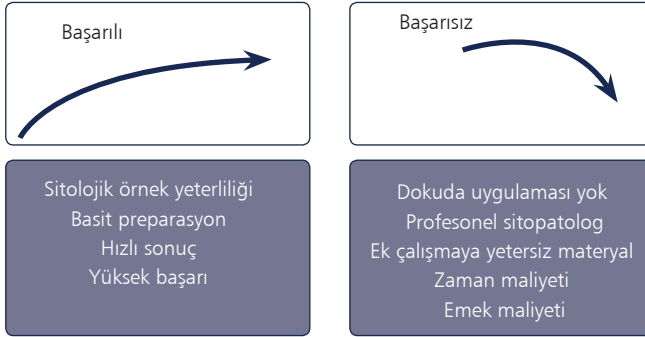 Başarılı
Sitolojik örnek yeterliliği
Basit preparasyon
Hızlı sonuç
Yüksek başarı
Başarısız
Dokuda uygulaması yok
Profesonel sitopatolog
Ek çalışmaya yetersiz materyal
Zaman maliyeti
Emek maliyeti